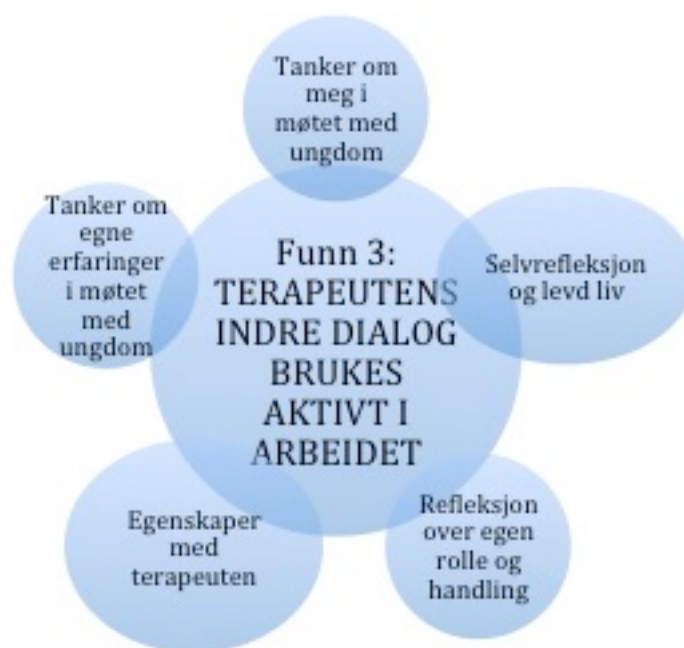 Tanker om
meg i
møtet med
ungdom
Tanker om
egne
erfaringer
i møtet
med
ungdom
Funn 3:
TERAPEUTENS
INDRE DIALOG
BRUKES
AKTIVT I
ARBEIDET
Selvrefleksjon
og levd liv
Egenskaper
med
terapeuten
Refleksjon
over egen
rolle og
handling